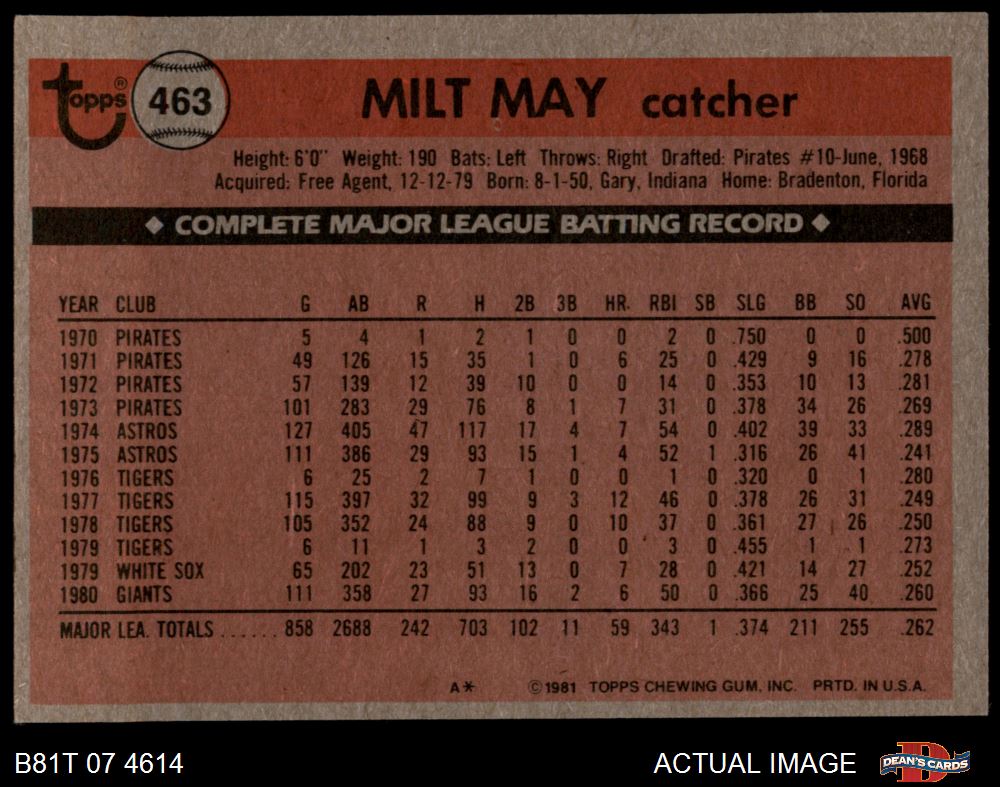 Topps® 463 MILT MAY catcher
Height: 6'0" Weight: 190 Bats: Left Throws: Right Drafted: Pirates #10-June, 1968
Acquired: Free Agent, 12-12-79 Born: 8-1-50, Gary, Indiana Home: Bradenton, Florida
◆ COMPLETE MAJOR LEAGUE BATTING RECORD ◆
YEAR CLUB G AB R H 2B 3B HR. RBI SB SLG BB SO AVG
1970 PIRATES 5 4 1 2 1 0 0 2 0 .750 0 0 .500
1971 PIRATES 49 126 15 35 1 0 6 25 0 .429 9 16 .278
1972 PIRATES 57 139 12 39 10 0 0 14 0 .353 10 13 .281
1973 PIRATES 101 283 29 76 8 1 7 31 0 .378 34 26 .269
1974 ASTROS 127 405 47 117 17 4 7 54 0 .402 39 33 .289
1975 ASTROS 111 386 29 93 15 1 4 52 1 .316 26 41 .241
1976 TIGERS 6 25 2 7 1 0 0 1 0 .320 0 1 .280
1977 TIGERS 115 397 32 99 9 3 12 46 0 .378 26 31 .249
1978 TIGERS 105 352 24 88 9 0 10 37 0 .361 27 26 .250
1979 TIGERS 6 11 1 3 2 0 0 3 0 .455 1 1 .273
1979 WHITE SOX 65 202 23 51 13 0 7 28 0 .421 14 27 .252
1980 GIANTS 111 358 27 93 16 2 6 50 0 .366 25 40 .260
MAJOR LEA. TOTALS ...... 858 2688 242 703 102 11 59 343 1 .374 211 255 .262
A* ©1981 TOPPS CHEWING GUM, INC. PRTD. IN U.S.A.
B81T 07 4614 ACTUAL IMAGE DEAN'S CARDS